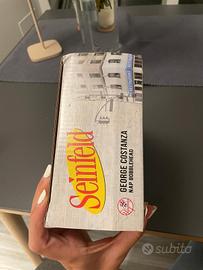 Seinfeld
GEORGE COSTANZA
NAP BOBBLEHEAD
subito